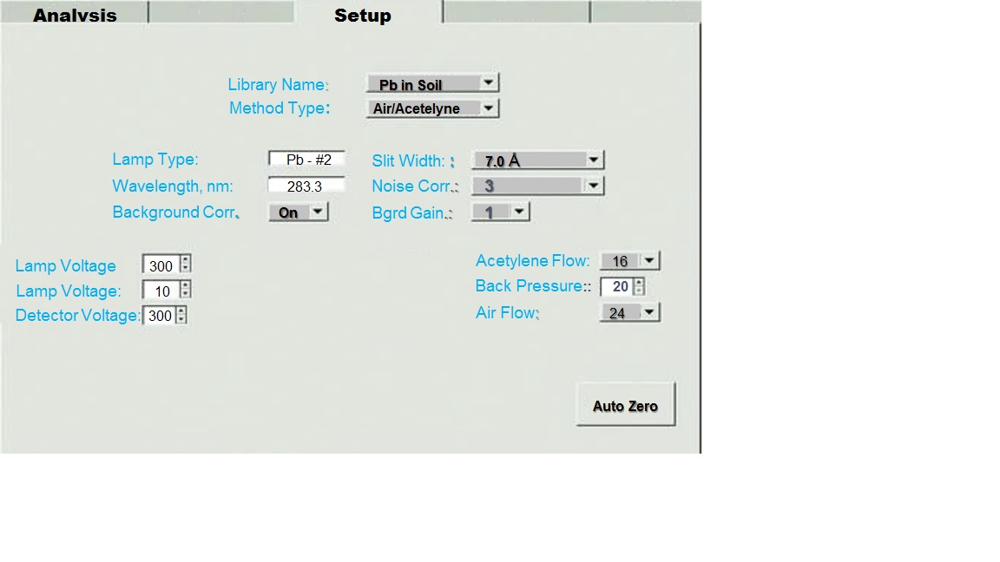 Analvsis Setup
Library Name: Pb in Soil
Method Type: Air/Acetelyne
Lamp Type: Pb - #2 Slit Width: : 7.0 Å
Wavelength, nm: 283.3 Noise Corr.: 3
Background Corr. On Bgrd Gain.: 1
Lamp Voltage 300 Acetylene Flow: 16
Lamp Voltage: 10 Back Pressure:: 20
Detector Voltage: 300 Air Flow: 24
Auto Zero